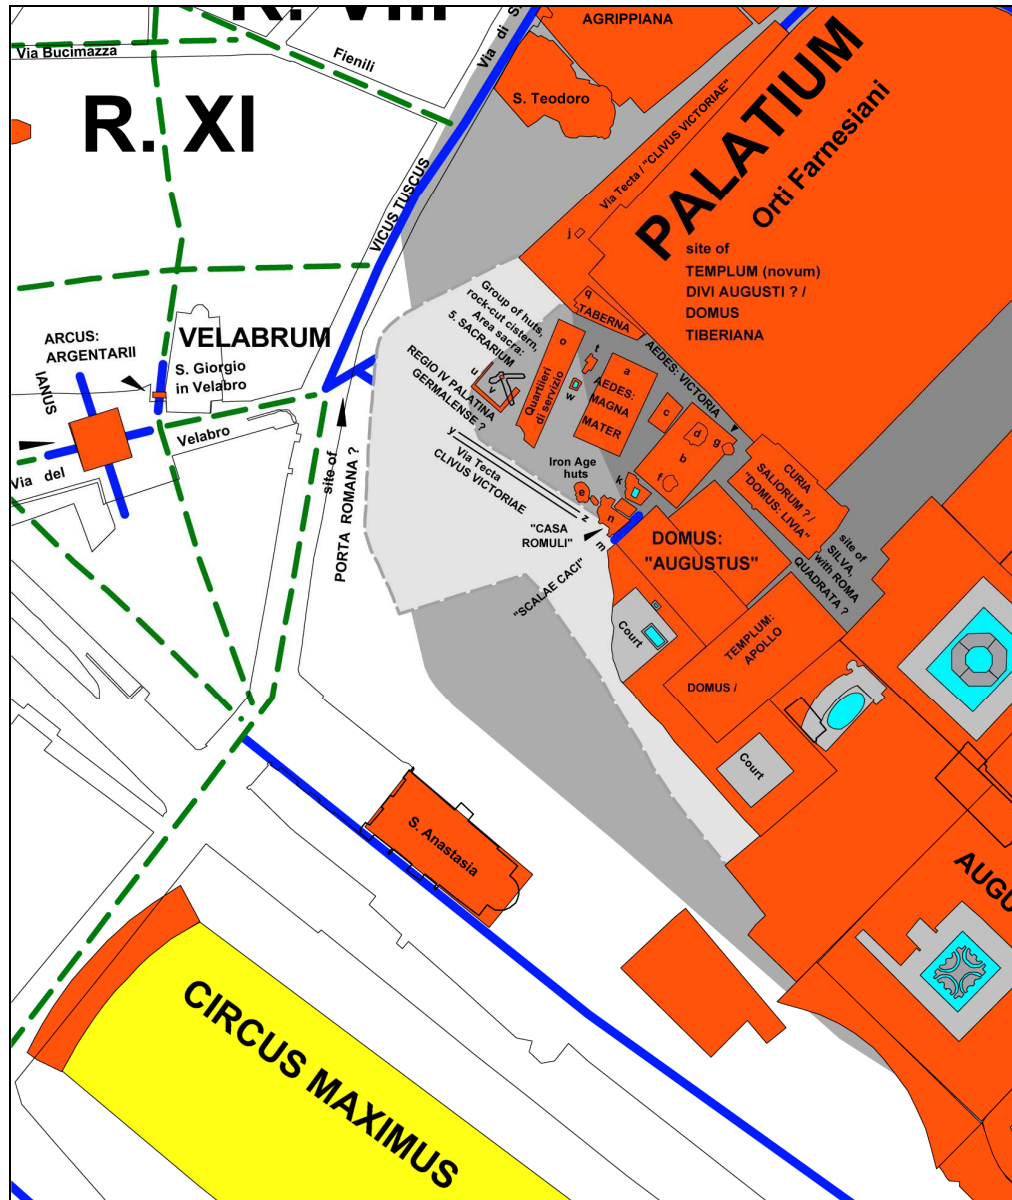 R. VIII
AGRIPPIANA
Via Bucimazza
Fienili
Via di S.
S. Teodoro
R. XI
PALATIUM
Orti Farnesiani
Via Tecta / "CLIVUS VICTORIAE"
VICUS TUSCUS
j
site of
TEMPLUM (novum)
DIVI AUGUSTI ? /
DOMUS
TIBERIANA
Group of huts,
rock-cut cistern,
Area sacra:
5. SACRARIUM
q
TABERNA
AEDES: VICTORIA
ARCUS:
ARGENTARII
VELABRUM
S. Giorgio
in Velabro
IANUS
REGIO IV PALATINA
GERMALENSE ?
u
v
o
t
w
Quartiieri
di servizio
a
AEDES:
MAGNA
MATER
c
d
g
b
f
Velabro
Via del
site of
PORTA ROMANA ?
y
Via Tecta
CLIVUS VICTORIAE
z
Iron Age
huts
e
k
n
m
"CASA
ROMULI"
CURIA
SALIORUM ? /
"DOMUS: LIVIA"
site of
SILVA,
with ROMA
QUADRATA ?
DOMUS:
"AUGUSTUS"
"SCALAE CACI"
Court
TEMPLUM:
APOLLO
DOMUS /
Court
S. Anastasia
AUGU
CIRCUS MAXIMUS